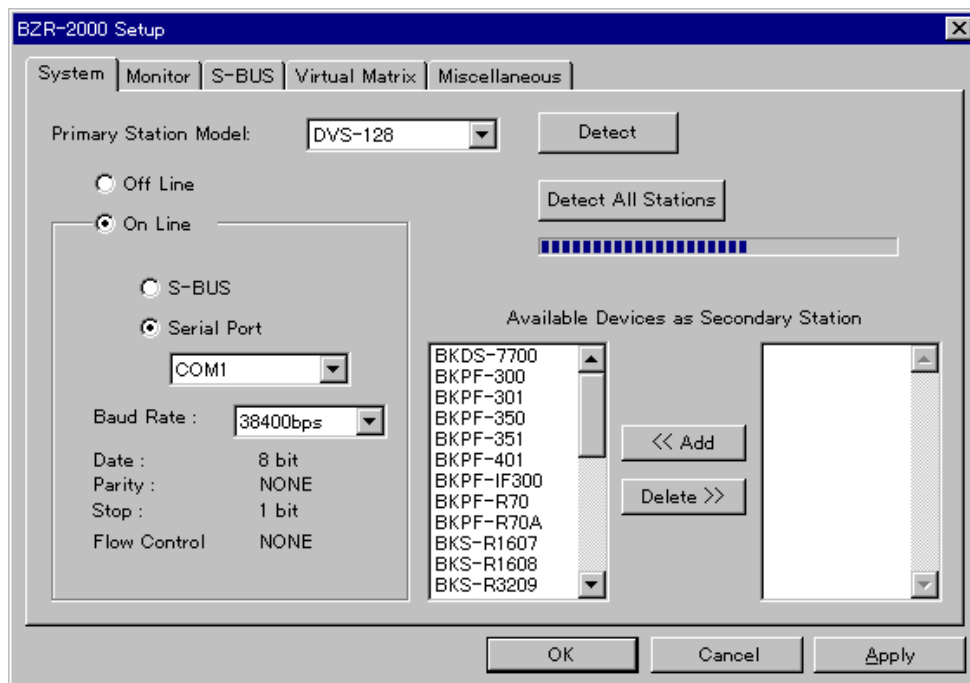 BZR-2000 Setup
System Monitor S-BUS Virtual Matrix Miscellaneous
Primary Station Model: DVS-128 Detect
Off Line
Detect All Stations
On Line
S-BUS
Serial Port
COM1
Baud Rate : 38400bps
Date : 8 bit
Parity : NONE
Stop : 1 bit
Flow Control NONE
Available Devices as Secondary Station
BKDS-7700
BKPF-300
BKPF-301
BKPF-350
BKPF-351
BKPF-401
BKPF-IF300
BKPF-R70
BKPF-R70A
BKS-R1607
BKS-R1608
BKS-R3209
<< Add
Delete >>
OK Cancel Apply